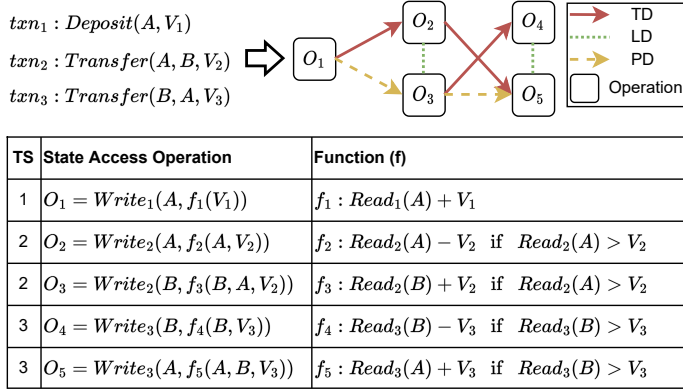 txn₁ : Deposit(A, V₁)
txn₂ : Transfer(A, B, V₂)
txn₃ : Transfer(B, A, V₃)
O₁
O₂
O₃
O₄
O₅
TD
LD
PD
Operation
TS State Access Operation Function (f)
1 O₁ = Write₁(A, f₁(V₁)) f₁ : Read₁(A) + V₁
2 O₂ = Write₂(A, f₂(A, V₂)) f₂ : Read₂(A) − V₂ if Read₂(A) > V₂
2 O₃ = Write₂(B, f₃(B, A, V₂)) f₃ : Read₂(B) + V₂ if Read₂(A) > V₂
3 O₄ = Write₃(B, f₄(B, V₃)) f₄ : Read₃(B) − V₃ if Read₃(B) > V₃
3 O₅ = Write₃(A, f₅(A, B, V₃)) f₅ : Read₃(A) + V₃ if Read₃(B) > V₃